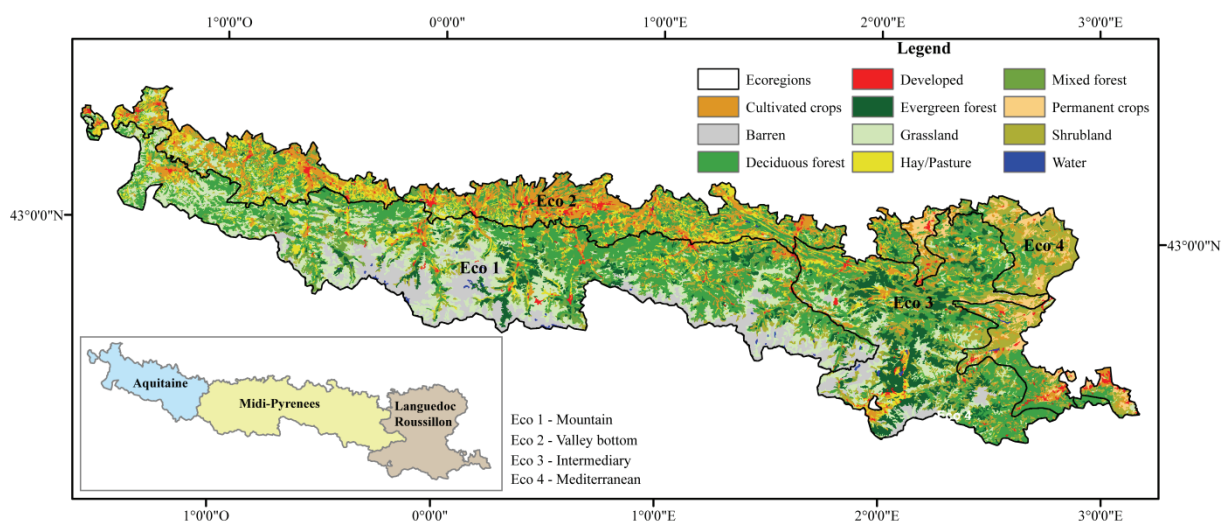 1°0'0"O 0°0'0" 1°0'0"E 2°0'0"E 3°0'0"E
Legend
Ecoregions Developed Mixed forest
Cultivated crops Evergreen forest Permanent crops
Barren Grassland Shrubland
Deciduous forest Hay/Pasture Water
43°0'0"N
43°0'0"N
Eco 2
Eco 4
Eco 1
Eco 3
Eco 4
Aquitaine
Midi-Pyrenees
Languedoc
Roussillon
Eco 1 - Mountain
Eco 2 - Valley bottom
Eco 3 - Intermediary
Eco 4 - Mediterranean
1°0'0"O 0°0'0" 1°0'0"E 2°0'0"E 3°0'0"E